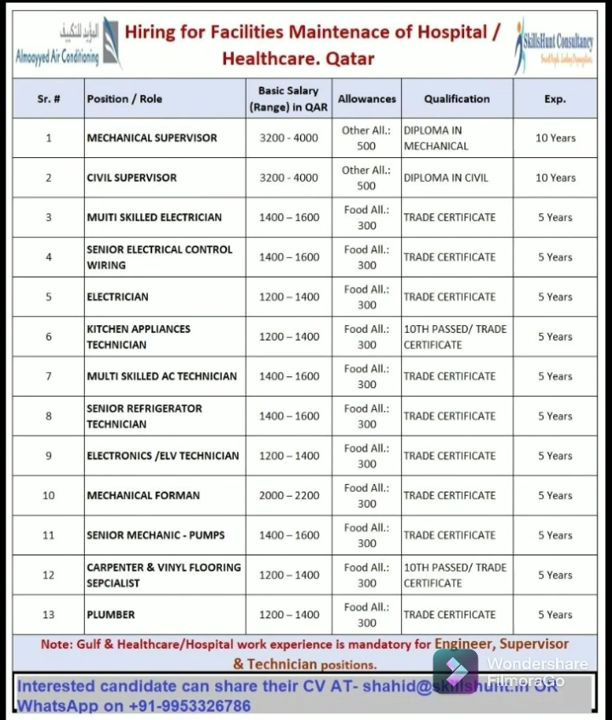 المؤيد للتكييف
Almoayyed Air Conditioning
Hiring for Facilities Maintenace of Hospital /
Healthcare. Qatar
SkillsHunt Consultancy
Sr. # Position / Role Basic Salary (Range) in QAR Allowances Qualification Exp.
1 MECHANICAL SUPERVISOR 3200 - 4000 Other All.: 500 DIPLOMA IN MECHANICAL 10 Years
2 CIVIL SUPERVISOR 3200 - 4000 Other All.: 500 DIPLOMA IN CIVIL 10 Years
3 MUITI SKILLED ELECTRICIAN 1400 – 1600 Food All.: 300 TRADE CERTIFICATE 5 Years
4 SENIOR ELECTRICAL CONTROL WIRING 1400 – 1600 Food All.: 300 TRADE CERTIFICATE 5 Years
5 ELECTRICIAN 1200 – 1400 Food All.: 300 TRADE CERTIFICATE 5 Years
6 KITCHEN APPLIANCES TECHNICIAN 1200 – 1400 Food All.: 300 10TH PASSED/ TRADE CERTIFICATE 5 Years
7 MULTI SKILLED AC TECHNICIAN 1400 – 1600 Food All.: 300 TRADE CERTIFICATE 5 Years
8 SENIOR REFRIGERATOR TECHNICIAN 1400 – 1600 Food All.: 300 TRADE CERTIFICATE 5 Years
9 ELECTRONICS /ELV TECHNICIAN 1200 – 1400 Food All.: 300 TRADE CERTIFICATE 5 Years
10 MECHANICAL FORMAN 2000 – 2200 Food All.: 300 TRADE CERTIFICATE 5 Years
11 SENIOR MECHANIC - PUMPS 1400 – 1600 Food All.: 300 TRADE CERTIFICATE 5 Years
12 CARPENTER & VINYL FLOORING SEPCIALIST 1200 – 1400 Food All.: 300 10TH PASSED/ TRADE CERTIFICATE 5 Years
13 PLUMBER 1200 – 1400 Food All.: 300 TRADE CERTIFICATE 5 Years
Note: Gulf & Healthcare/Hospital work experience is mandatory for Engineer, Supervisor
& Technician positions.
Wondershare
FilmoraGo
Interested candidate can share their CV AT- shahid@skillshunt.in OR
WhatsApp on +91-9953326786